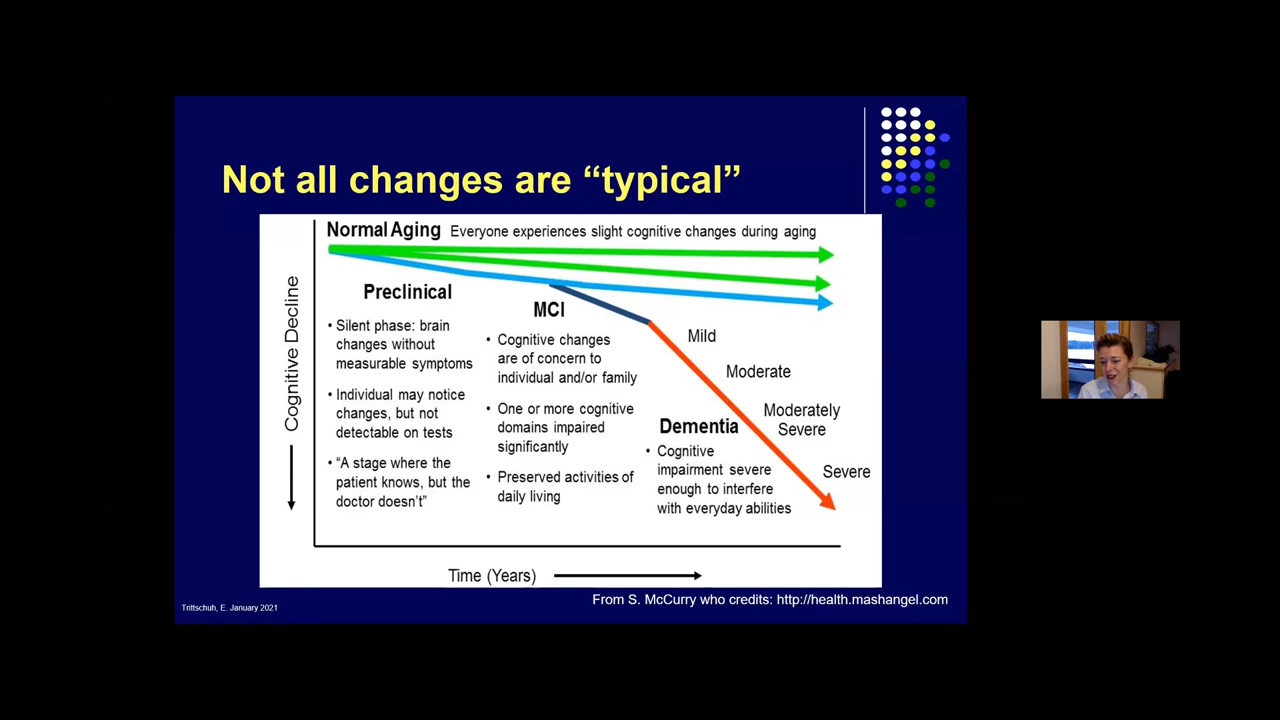 Not all changes are “typical”
Normal Aging Everyone experiences slight cognitive changes during aging
Cognitive Decline
Preclinical
• Silent phase: brain
changes without
measurable symptoms
• Individual may notice
changes, but not
detectable on tests
• “A stage where the
patient knows, but the
doctor doesn’t”
MCI
• Cognitive changes
are of concern to
individual and/or family
• One or more cognitive
domains impaired
significantly
• Preserved activities of
daily living
Mild
Moderate
Moderately
Severe
Severe
Dementia
• Cognitive
impairment severe
enough to interfere
with everyday abilities
Time (Years)
From S. McCurry who credits: http://health.mashangel.com
Trittschuh, E. January 2021